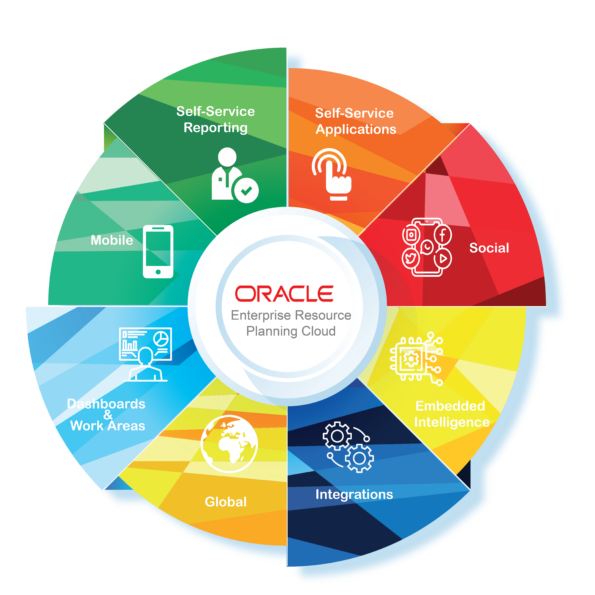 Self-Service
Reporting
Self-Service
Applications
Mobile
Social
ORACLE
Enterprise Resource
Planning Cloud
Dashboards
&
Work Areas
Embedded
Intelligence
Global
Integrations